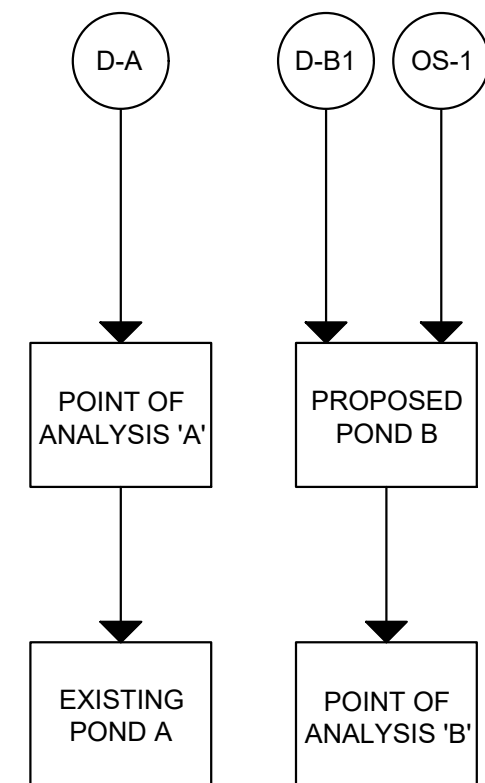 D-A
D-B1
OS-1
POINT OF
ANALYSIS 'A'
PROPOSED
POND B
EXISTING
POND A
POINT OF
ANALYSIS 'B'